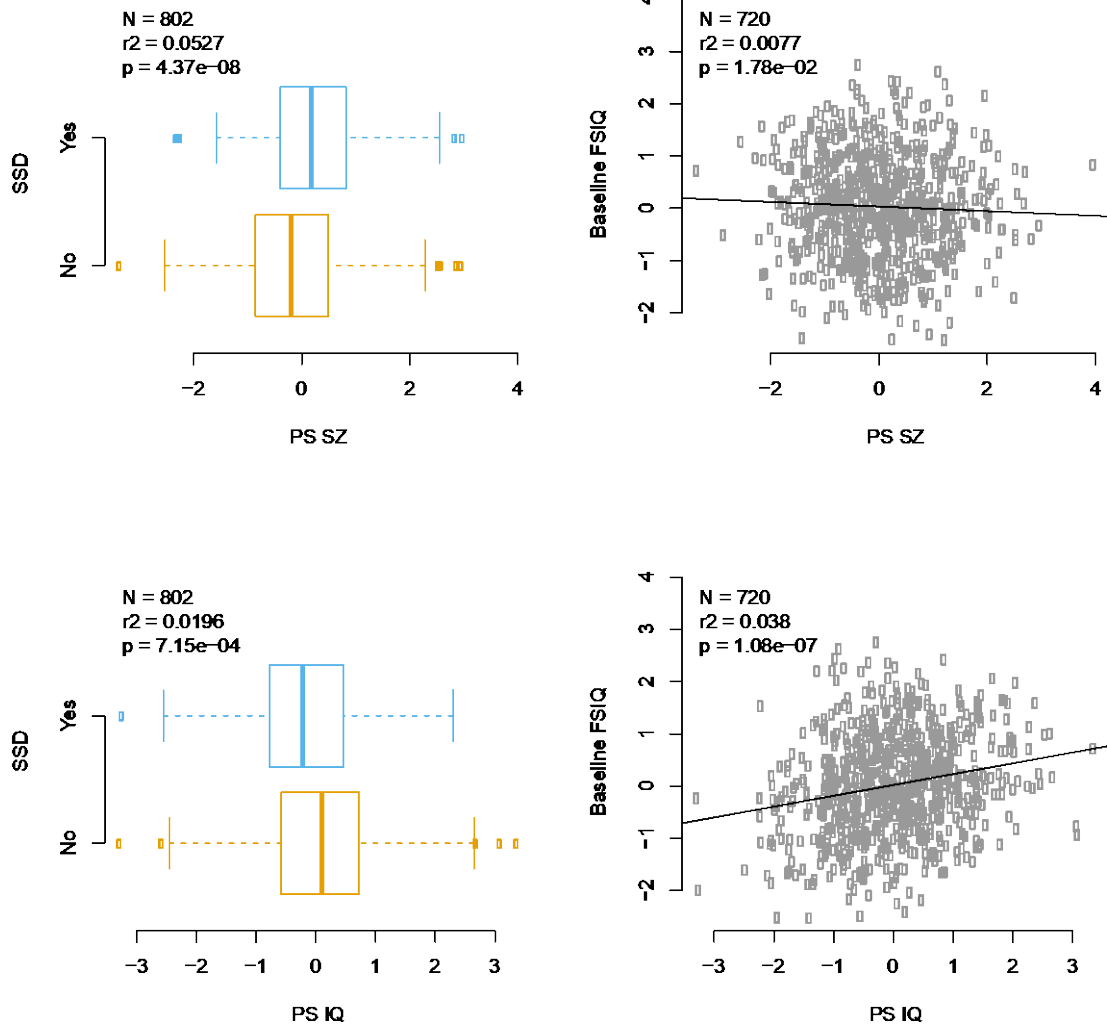 N = 802
r2 = 0.0527
p = 4.37e−08
SSD
Yes
No
−2 0 2 4
PS SZ
N = 720
r2 = 0.0077
p = 1.78e−02
Baseline FSIQ
4
3
2
1
0
−1
−2
−2 0 2 4
PS SZ
N = 802
r2 = 0.0196
p = 7.15e−04
SSD
Yes
No
−3 −2 −1 0 1 2 3
PS IQ
N = 720
r2 = 0.038
p = 1.08e−07
Baseline FSIQ
4
3
2
1
0
−1
−2
−3 −2 −1 0 1 2 3
PS IQ